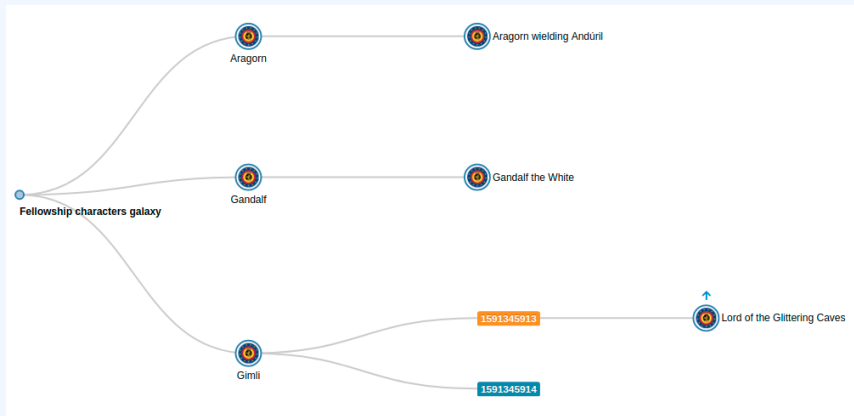 Aragorn
Aragorn wielding Andúril
Gandalf
Gandalf the White
Fellowship characters galaxy
Gimli
1591345913
Lord of the Glittering Caves
1591345914